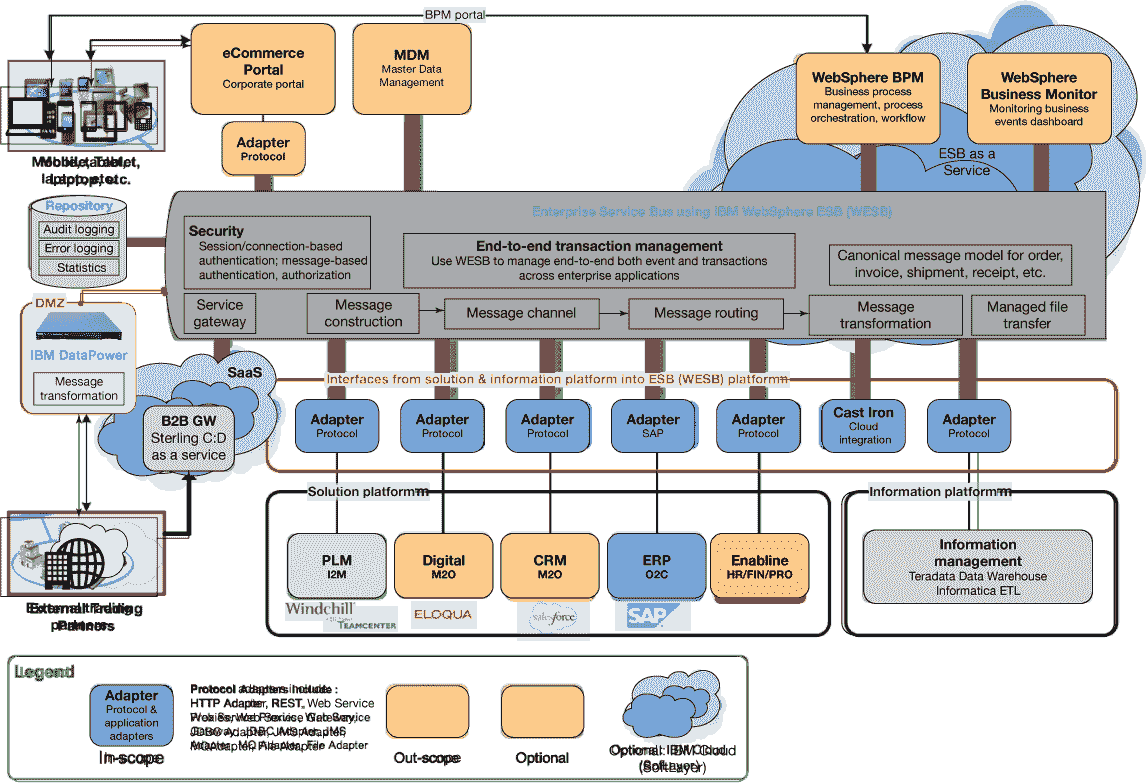 BPM portal
eCommerce
Portal
Corporate portal
MDM
Master Data
Management
WebSphere BPM
Business process
management, process
orchestration, workflow
WebSphere
Business Monitor
Monitoring business
events dashboard
Adapter
Protocol
ESB as a
Service
Mobile, Tablet,
Laptop, etc.
Repository
Audit logging
Error logging
Statistics
Enterprise Service Bus using IBM WebSphere ESB (WESB)
Security
Session/connection-based
authentication; message-based
authentication, authorization
End-to-end transaction management
Use WESB to manage end-to-end both event and transactions
across enterprise applications
Canonical message model for order,
invoice, shipment, receipt, etc.
Service
gateway
Message
construction
Message channel
Message routing
Message
transformation
Managed file
transfer
DMZ
IBM DataPower
Message
transformation
SaaS
B2B GW
Sterling C:D
as a service
Interfaces from solution & information platform into ESB (WESB) platform
Adapter
Protocol
Adapter
Protocol
Adapter
Protocol
Adapter
SAP
Adapter
Protocol
Cast Iron
Cloud
integration
Adapter
Protocol
Solution platform
Information platform
PLM
I2M
Digital
M2O
CRM
M2O
ERP
O2C
Enabline
HR/FIN/PRO
Information
management
Teradata Data Warehouse
Informatica ETL
Windchill
TEAMCENTER
ELOQUA
salesforce
SAP
External Trading
Partners
Legend
Adapter
Protocol &
application
adapters
In-scope
Protocol adapters include:
HTTP Adapter, REST, Web Service
Adapter, MQ Adapter, File Adapter
Out-scope
Optional
Optional: IBM Cloud
(SoftLayer)